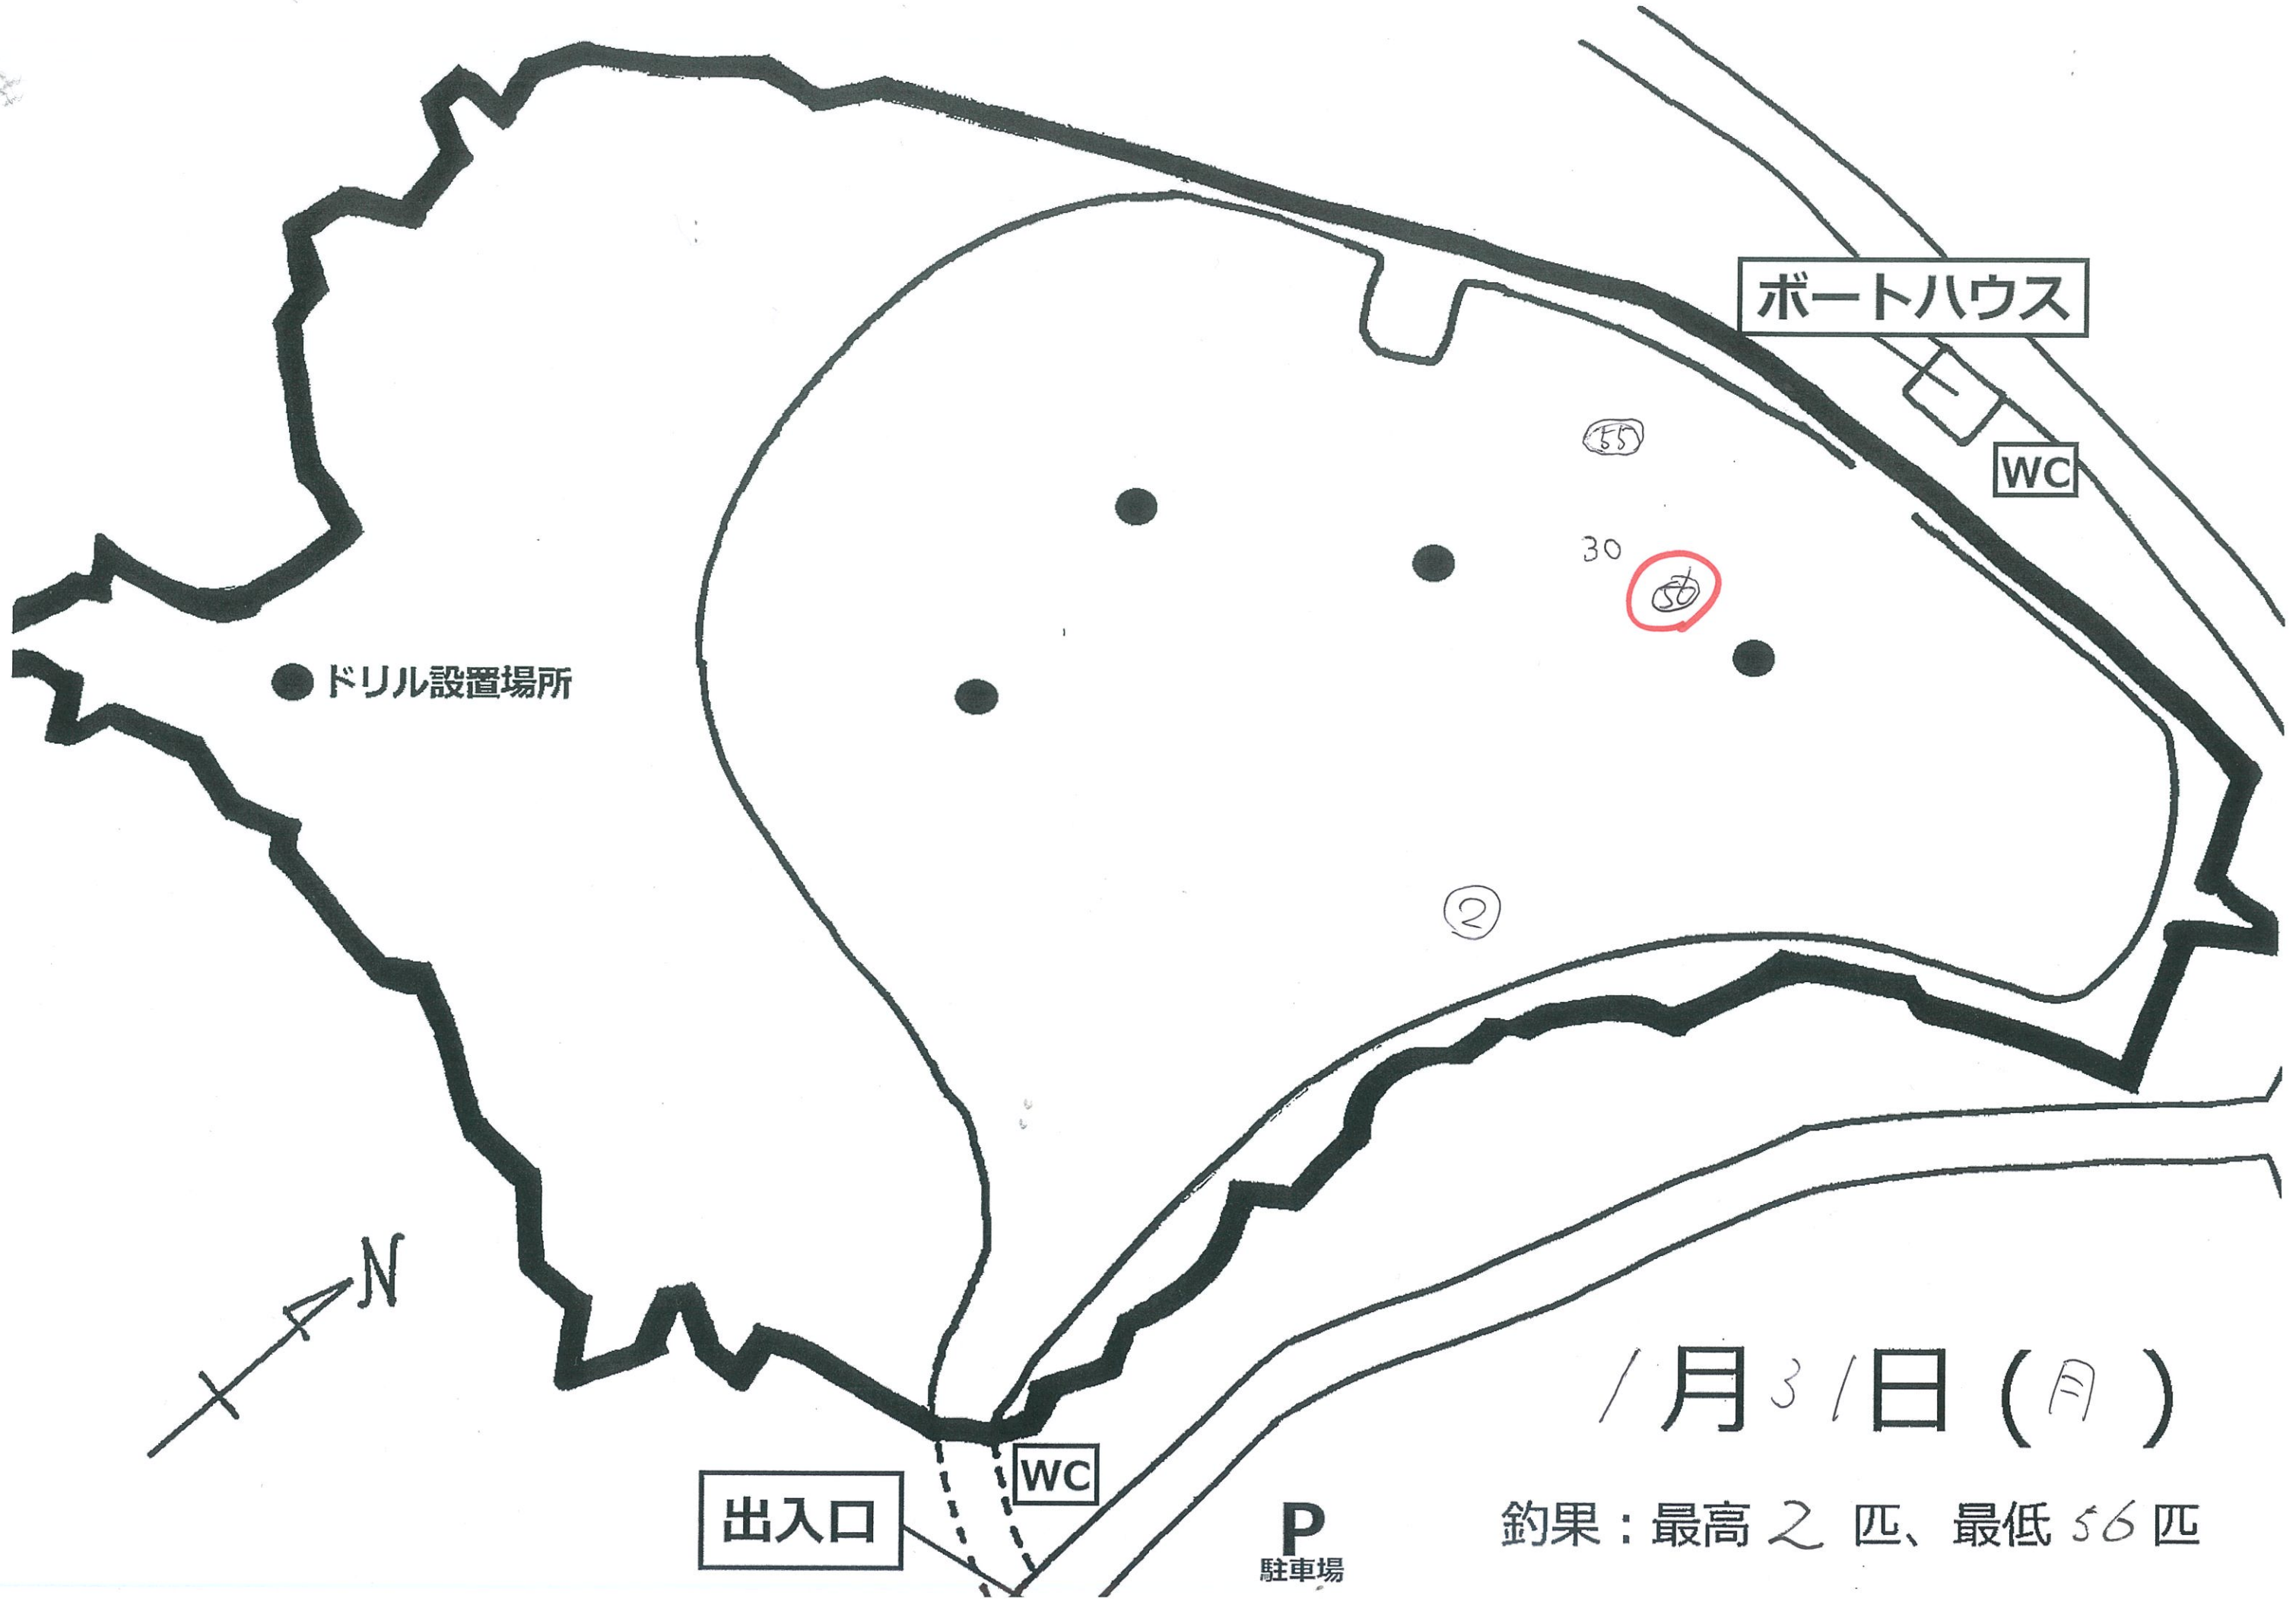 ボートハウス
55
WC
30
56
ドリル設置場所
2
N
1月31日(月)
WC
出入口
P
駐車場
釣果:最高2匹、最低56匹